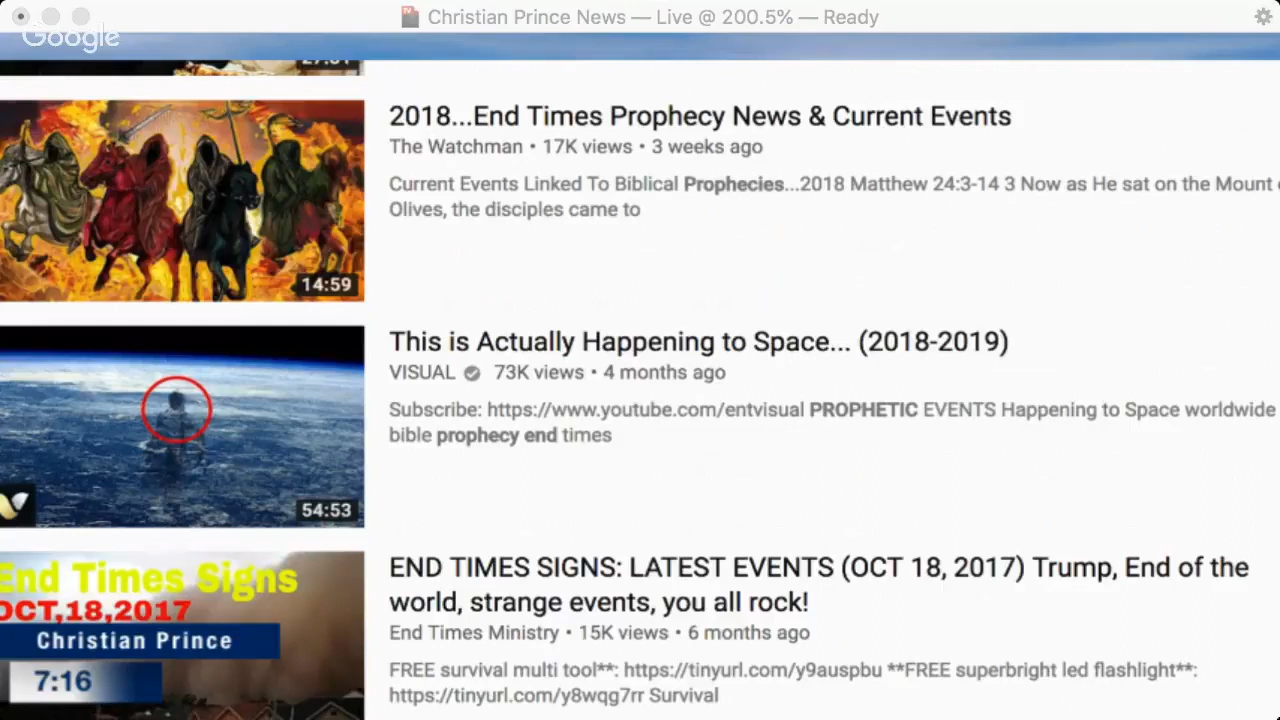 Christian Prince News — Live @ 200.5% — Ready
Google
2018...End Times Prophecy News & Current Events
The Watchman • 17K views • 3 weeks ago
Current Events Linked To Biblical Prophecies...2018 Matthew 24:3-14 3 Now as He sat on the Mount
Olives, the disciples came to
14:59
This is Actually Happening to Space... (2018-2019)
VISUAL 73K views • 4 months ago
Subscribe: https://www.youtube.com/entvisual PROPHETIC EVENTS Happening to Space worldwide
bible prophecy end times
54:53
End Times Signs
OCT,18,2017
Christian Prince
7:16
END TIMES SIGNS: LATEST EVENTS (OCT 18, 2017) Trump, End of the
world, strange events, you all rock!
End Times Ministry • 15K views • 6 months ago
FREE survival multi tool**: https://tinyurl.com/y9auspbu **FREE superbright led flashlight**:
https://tinyurl.com/y8wqg7rr Survival